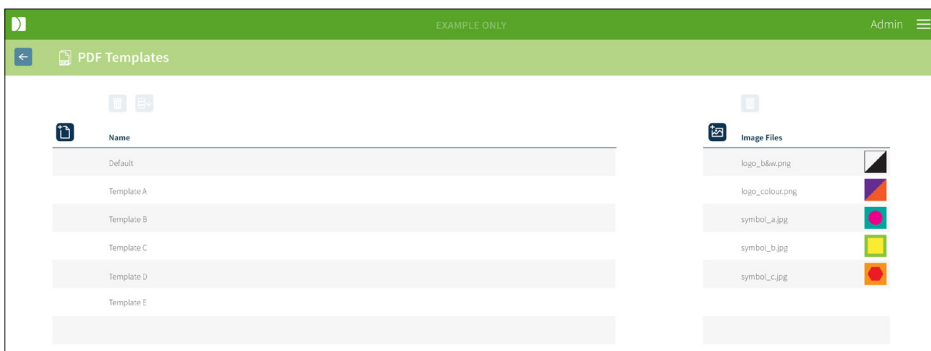 EXAMPLE ONLY
Admin
PDF Templates
Name
Default
Template A
Template B
Template C
Template D
Template E
Image Files
logo_b&w.png
logo_colour.png
symbol_a.jpg
symbol_b.jpg
symbol_c.jpg